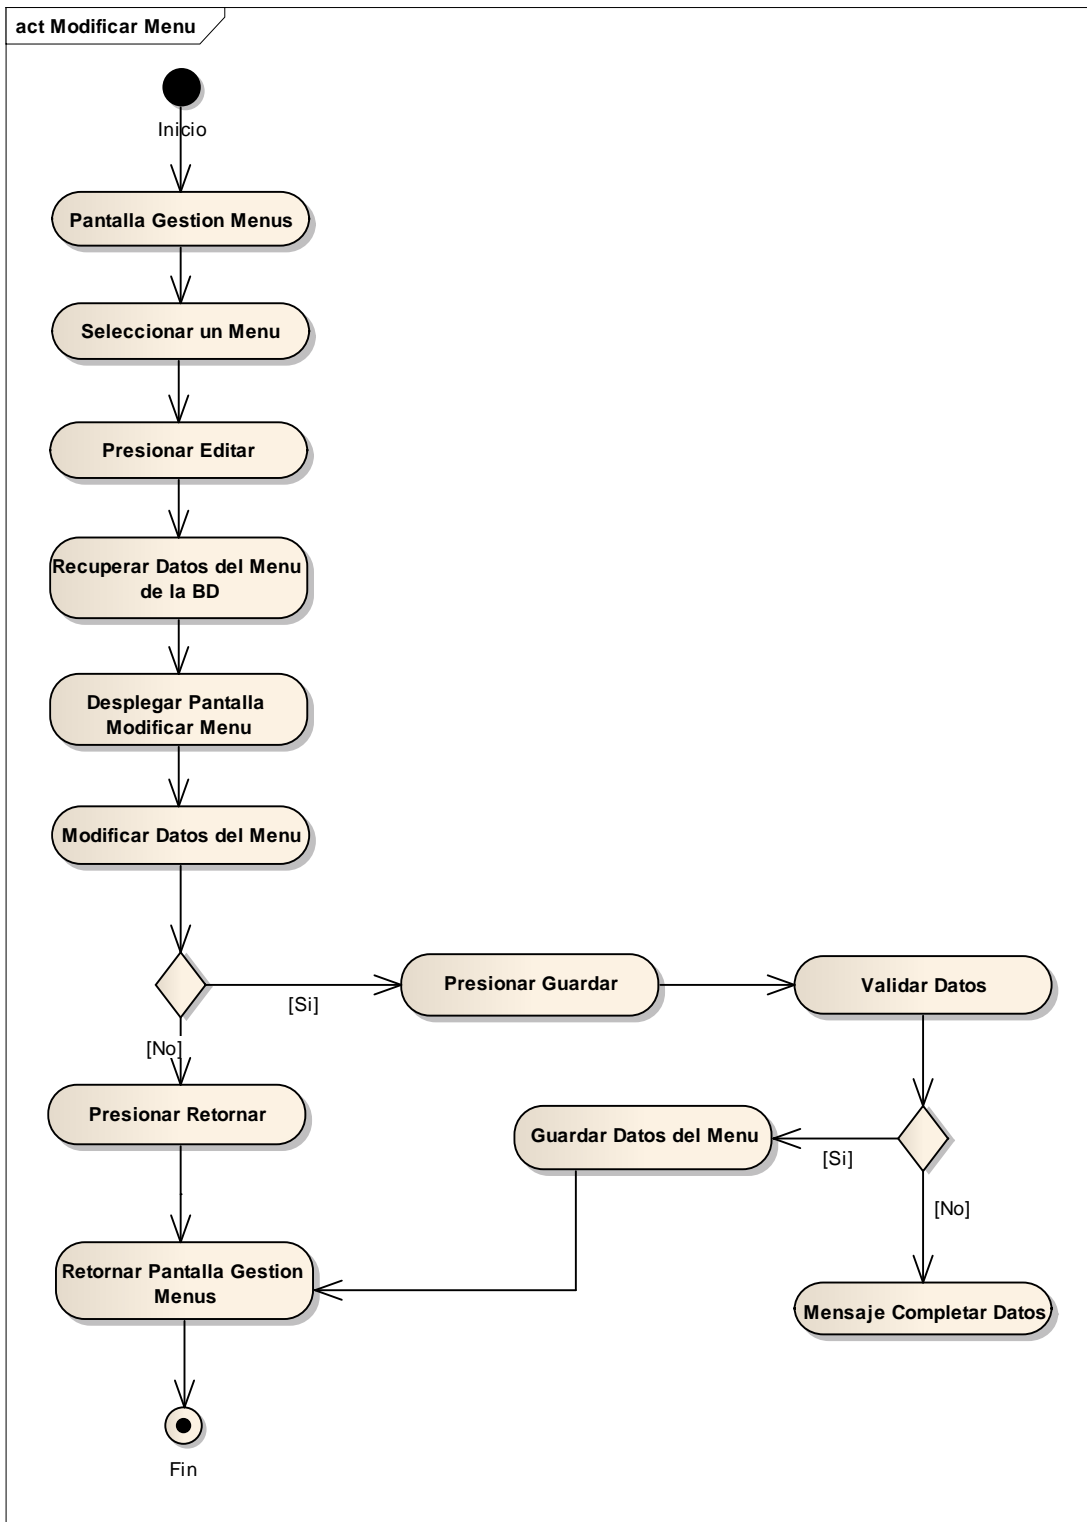 act Modificar Menu
Inicio
Pantalla Gestion Menus
Seleccionar un Menu
Presionar Editar
Recuperar Datos del Menu
de la BD
Desplegar Pantalla
Modificar Menu
Modificar Datos del Menu
Presionar Guardar
Validar Datos
[Si]
[No]
Presionar Retornar
Guardar Datos del Menu
[Si]
[No]
Retornar Pantalla Gestion
Menus
Mensaje Completar Datos
Fin